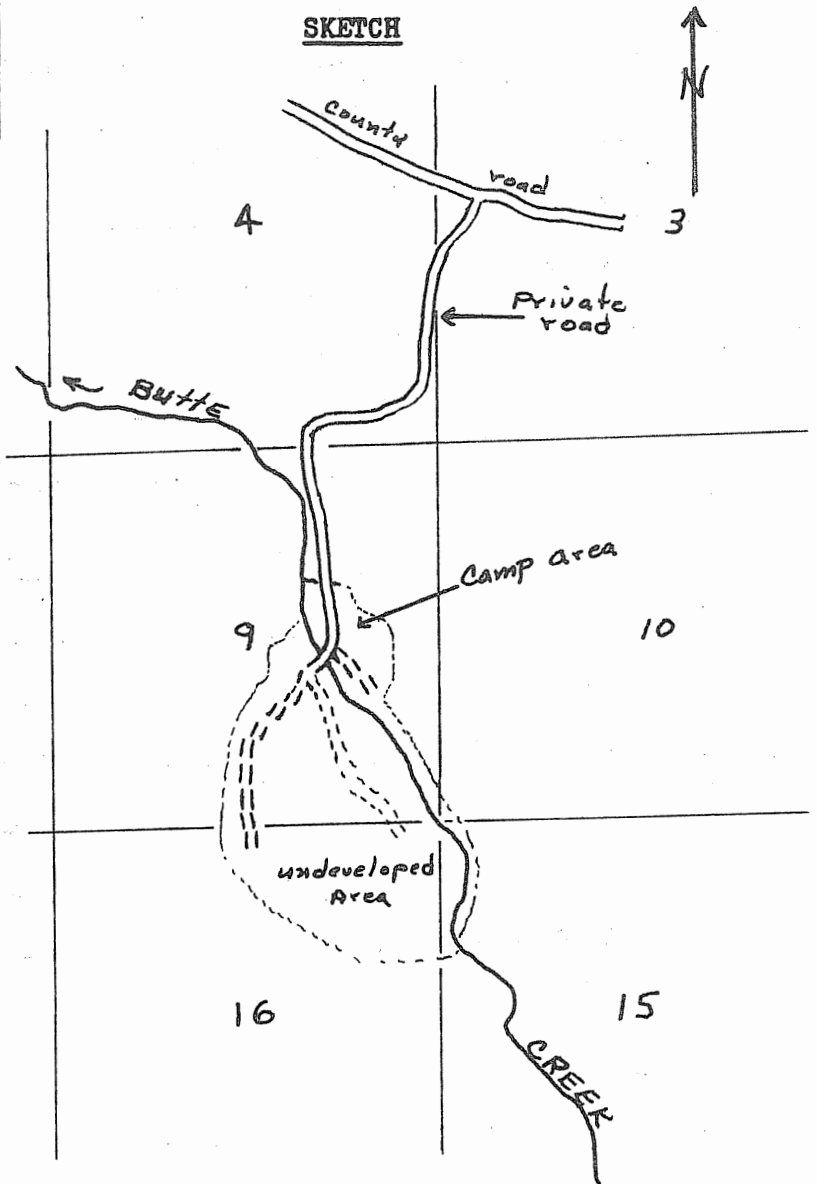 SKETCH
N
County road
4
3
Private
road
← Butte
Camp area
9
10
undeveloped
Area
16
15
CREEK